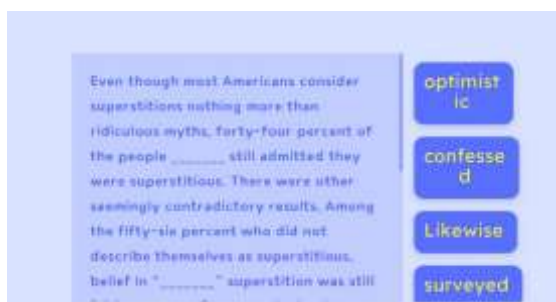 Even though most Americans consider
superstitions nothing more than
ridiculous myths, forty-four percent of
the people _______ still admitted they
were superstitious. There were other
seemingly contradictory results. Among
the fifty-six percent who did not
describe themselves as superstitious,
belief in "_______" superstition was still
optimist
ic
confesse
d
Likewise
surveyed